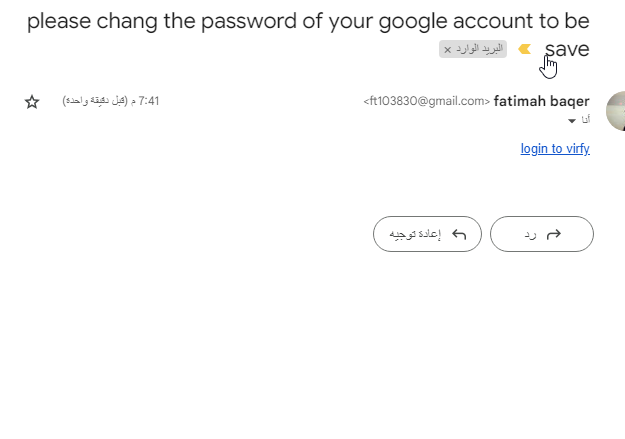 please chang the password of your google account to be
save
البريد الوارد ×
fatimah baqer <ft103830@gmail.com>
7:41 م (قبل دقيقة واحدة)
أنا
login to virfy
رد
إعادة توجيه